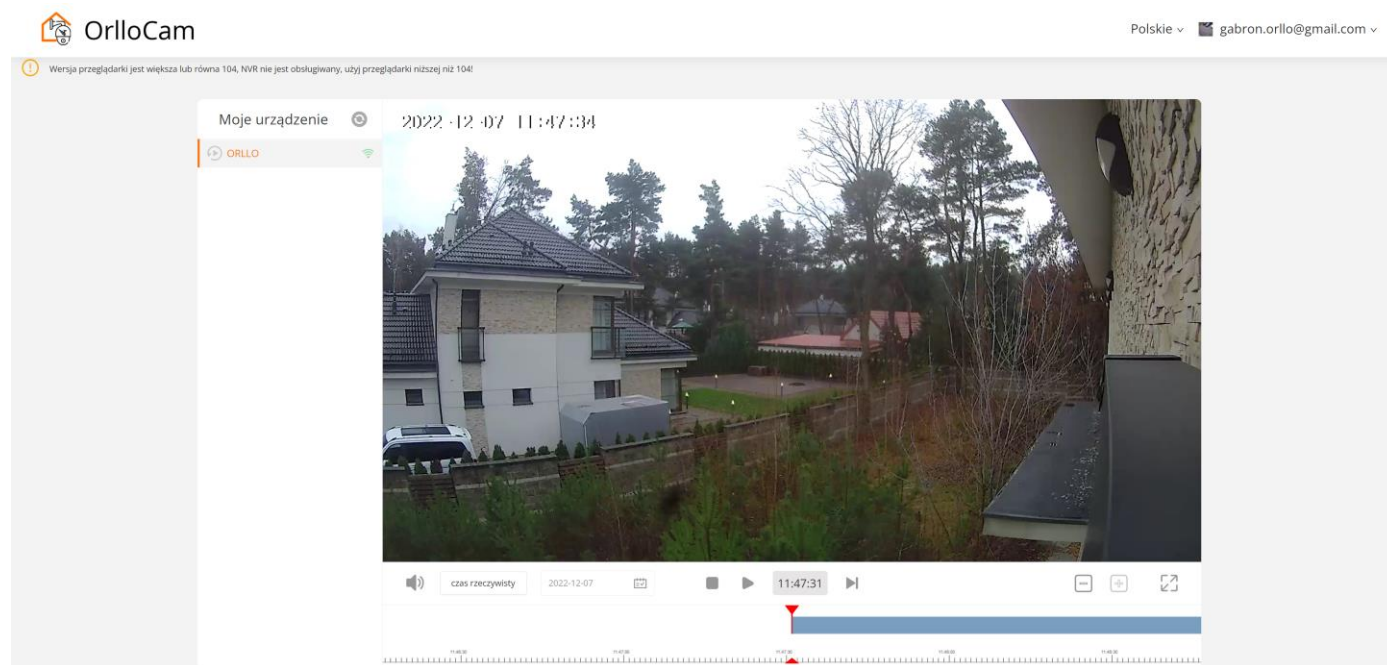 OrlloCam
Polskie
gabron.orllo@gmail.com
Wersja przeglądarki jest większa lub równa 104, NVR nie jest obsługiwany, użyj przeglądarki niższej niż 104!
Moje urządzenie
2022-12-07 11:47:34
ORLLO
czas rzeczywisty
2022-12-07
11:47:31